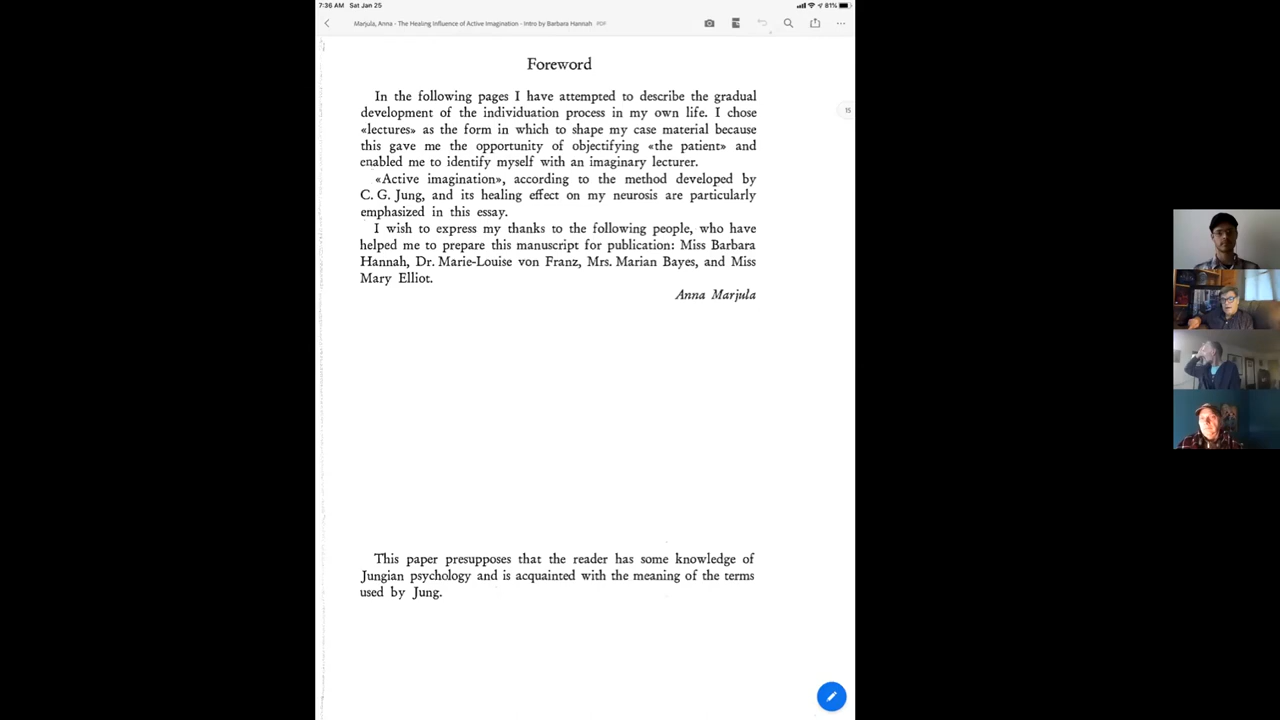 7:36 AM Sat Jan 25
81%
Marjula, Anna - The Healing Influence of Active Imagination - Intro by Barbara Hannah PDF
Foreword
In the following pages I have attempted to describe the gradual
development of the individuation process in my own life. I chose
«lectures» as the form in which to shape my case material because
this gave me the opportunity of objectifying «the patient» and
enabled me to identify myself with an imaginary lecturer.
«Active imagination», according to the method developed by
C. G. Jung, and its healing effect on my neurosis are particularly
emphasized in this essay.
I wish to express my thanks to the following people, who have
helped me to prepare this manuscript for publication: Miss Barbara
Hannah, Dr. Marie-Louise von Franz, Mrs. Marian Bayes, and Miss
Mary Elliot.
Anna Marjula
15
This paper presupposes that the reader has some knowledge of
Jungian psychology and is acquainted with the meaning of the terms
used by Jung.